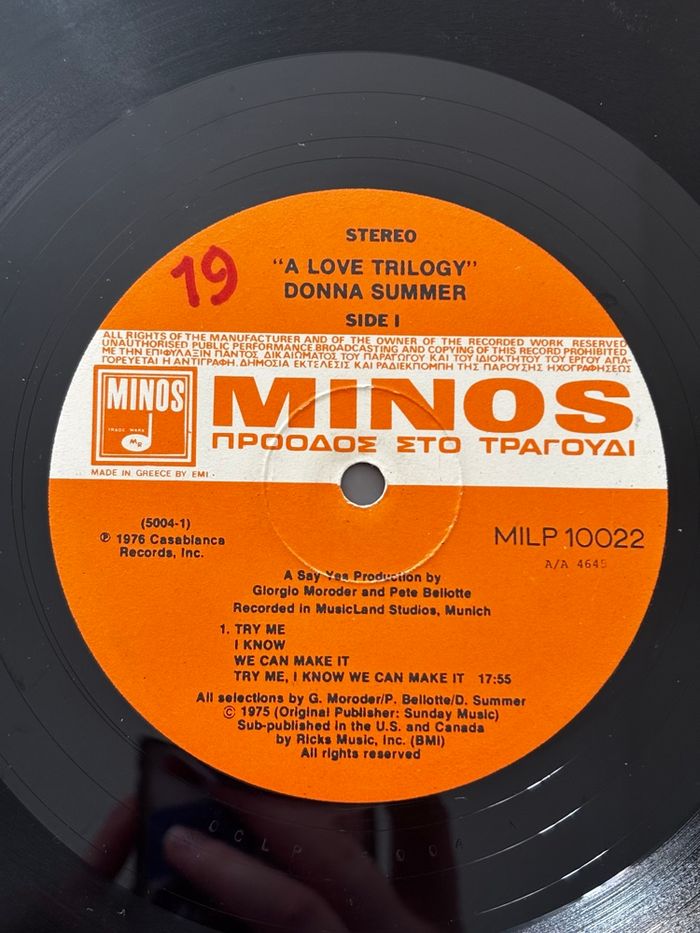 STEREO
19
"A LOVE TRILOGY"
DONNA SUMMER
SIDE I
ALL RIGHTS OF THE MANUFACTURER AND OF THE OWNER OF THE RECORDED WORK RESERVED
UNAUTHORISED PUBLIC PERFORMANCE BROADCASTING AND COPYING OF THIS RECORD PROHIBITED
ΜΕ ΤΗΝ ΕΠΙΦΥΛΑΞΙΝ ΠΑΝΤΟΣ ΔΙΚΑΙΩΜΑΤΟΣ ΤΟΥ ΠΑΡΑΓΩΓΟΥ ΚΑΙ ΤΟΥ ΙΔΙΟΚΤΗΤΟΥ ΤΟΥ ΕΡΓΟΥ ΑΠΑ-
ΓΟΡΕΥΕΤΑΙ Η ΑΝΤΙΓΡΑΦΗ, ΔΗΜΟΣΙΑ ΕΚΤΕΛΕΣΙΣ ΚΑΙ ΡΑΔΙΕΚΠΟΜΠΗ ΤΗΣ ΠΑΡΟΥΣΗΣ ΗΧΟΓΡΑΦΗΣΕΩΣ
MINOS
TRADE MARK
MR
MINOS
ΠΡΟΟΔΟΣ ΣΤΟ ΤΡΑΓΟΥΔΙ
MADE IN GREECE BY EMI
(5004-1)
℗ 1976 Casablanca
Records, Inc.
MILP 10022
A/A 4645
A Say Yes Production by
Giorgio Moroder and Pete Bellotte
Recorded in MusicLand Studios, Munich
1. TRY ME
I KNOW
WE CAN MAKE IT
TRY ME, I KNOW WE CAN MAKE IT 17:55
All selections by G. Moroder/P. Bellotte/D. Summer
© 1975 (Original Publisher: Sunday Music)
Sub-published in the U.S. and Canada
by Ricks Music, Inc. (BMI)
All rights reserved